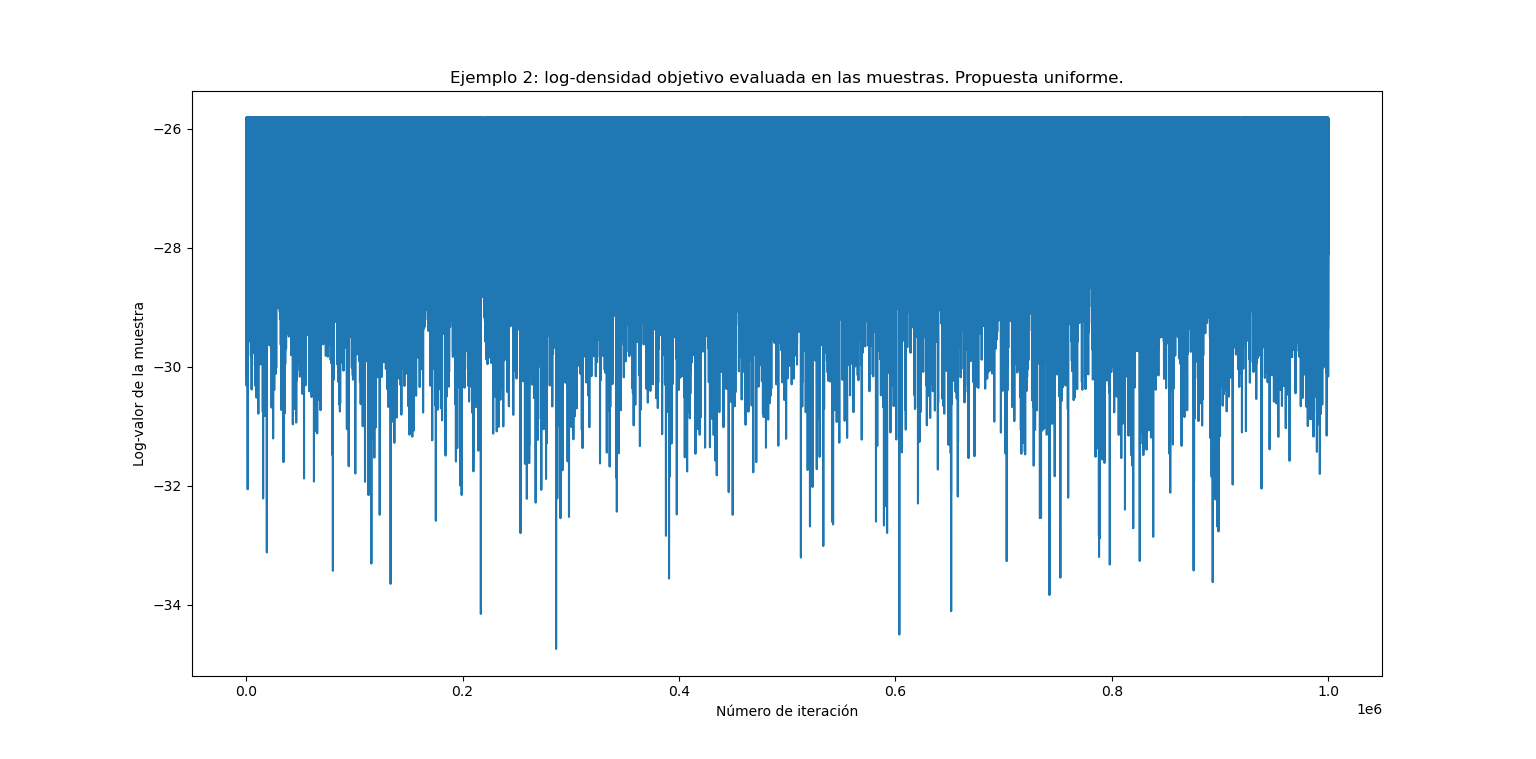 Ejemplo 2: log-densidad objetivo evaluada en las muestras. Propuesta uniforme.
−26
−28
−30
−32
−34
Log-valor de la muestra
0.0 0.2 0.4 0.6 0.8 1.0
1e6
Número de iteración